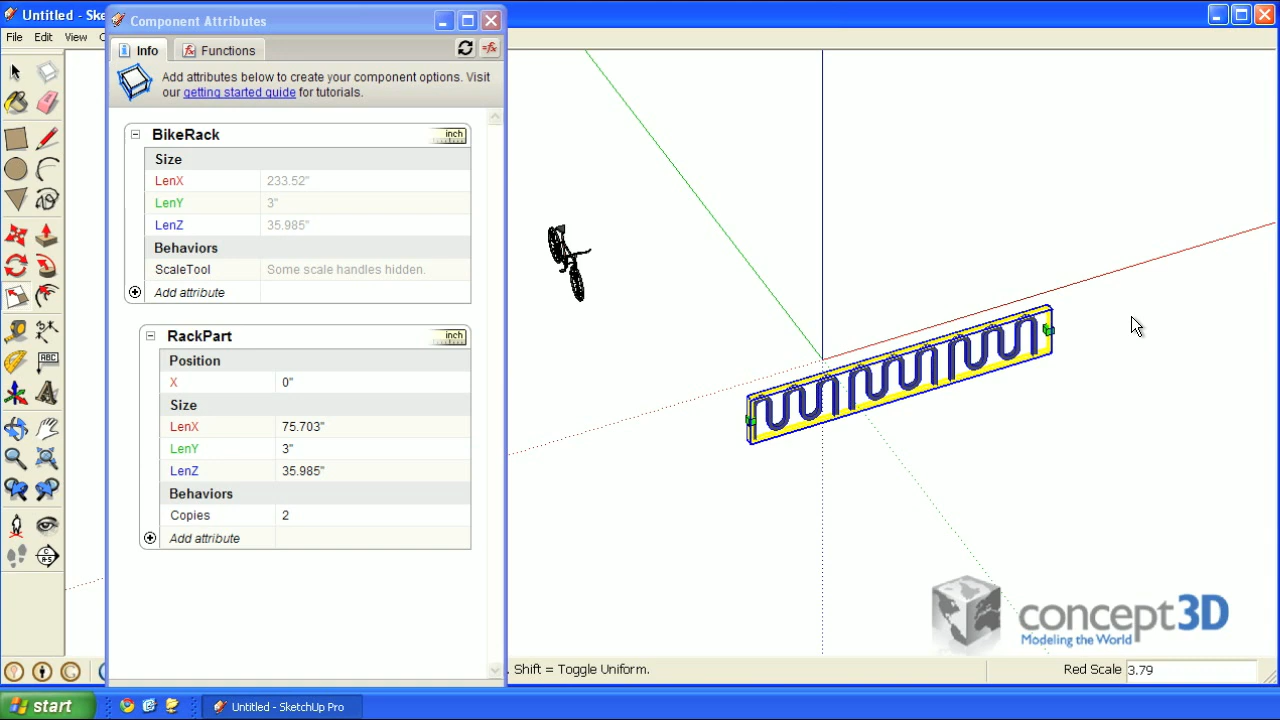 Untitled - Sk
Component Attributes
File Edit View
Info
Functions
=fx
Add attributes below to create your component options. Visit
our getting started guide for tutorials.
BikeRack
inch
Size
LenX 233.52"
LenY 3"
LenZ 35.985"
Behaviors
ScaleTool Some scale handles hidden.
Add attribute
RackPart
inch
Position
X 0"
Size
LenX 75.703"
LenY 3"
LenZ 35.985"
Behaviors
Copies 2
Add attribute
ABC
concept3D
Modeling the World
Shift = Toggle Uniform.
Red Scale 3.79
start
Untitled - SketchUp Pro